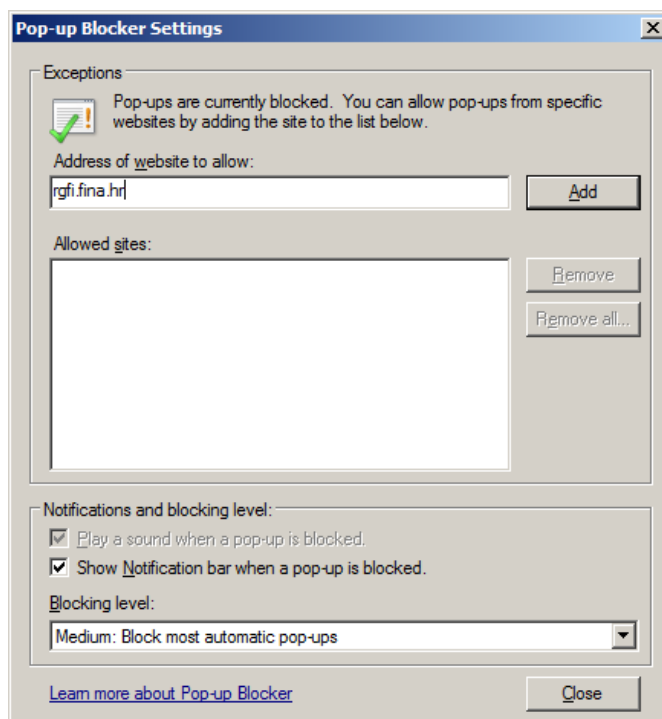 Pop-up Blocker Settings
Exceptions
Pop-ups are currently blocked. You can allow pop-ups from specific
websites by adding the site to the list below.
Address of website to allow:
rgfi.fina.hr
Add
Allowed sites:
Remove
Remove all...
Notifications and blocking level:
Play a sound when a pop-up is blocked.
Show Notification bar when a pop-up is blocked.
Blocking level:
Medium: Block most automatic pop-ups
Learn more about Pop-up Blocker
Close